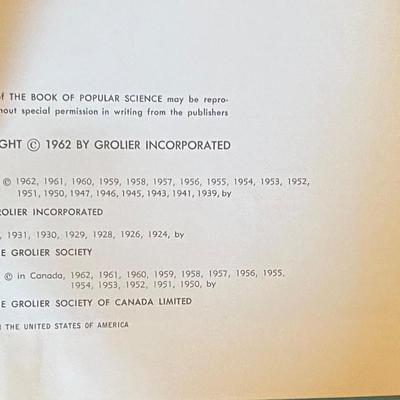 of THE BOOK OF POPULAR SCIENCE may be repro-
hout special permission in writing from the publishers
GHT © 1962 BY GROLIER INCORPORATED
© 1962, 1961, 1960, 1959, 1958, 1957, 1956, 1955, 1954, 1953, 1952,
1951, 1950, 1947, 1946, 1945, 1943, 1941, 1939, by
ROLIER INCORPORATED
, 1931, 1930, 1929, 1928, 1926, 1924, by
E GROLIER SOCIETY
© in Canada, 1962, 1961, 1960, 1959, 1958, 1957, 1956, 1955,
1954, 1953, 1952, 1951, 1950, by
E GROLIER SOCIETY OF CANADA LIMITED
THE UNITED STATES OF AMERICA